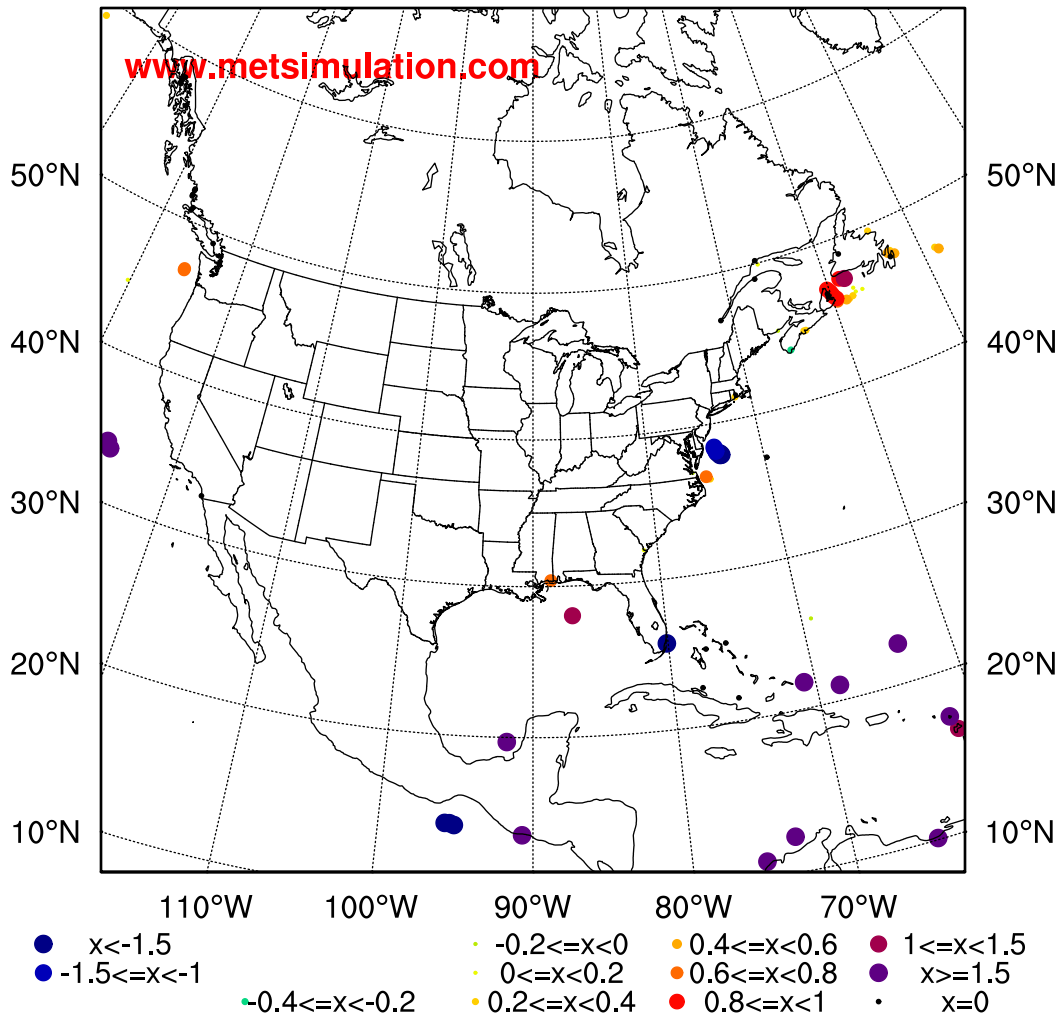 www.metsimulation.com
50°N 50°N
40°N 40°N
30°N 30°N
20°N 20°N
10°N 10°N
110°W 100°W 90°W 80°W 70°W
x<-1.5 -0.2<=x<0 0.4<=x<0.6 1<=x<1.5
-1.5<=x<-1 0<=x<0.2 0.6<=x<0.8 x>=1.5
-0.4<=x<-0.2 0.2<=x<0.4 0.8<=x<1 x=0